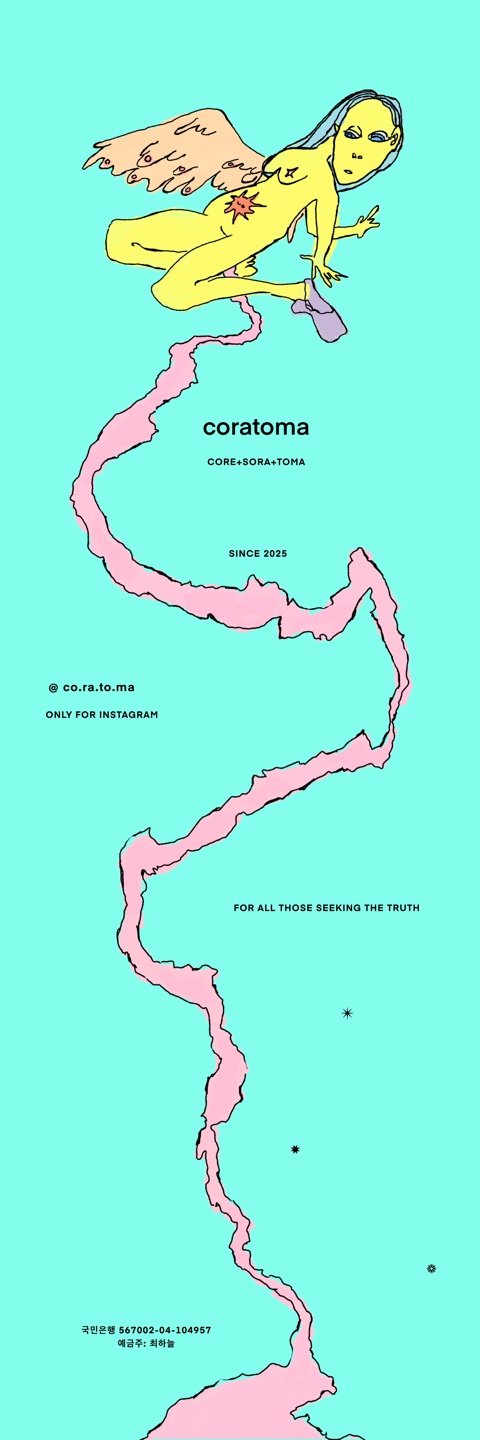 coratoma
CORE+SORA+TOMA
SINCE 2025
@ co.ra.to.ma
ONLY FOR INSTAGRAM
FOR ALL THOSE SEEKING THE TRUTH
국민은행 567002-04-104957
예금주: 최하늘